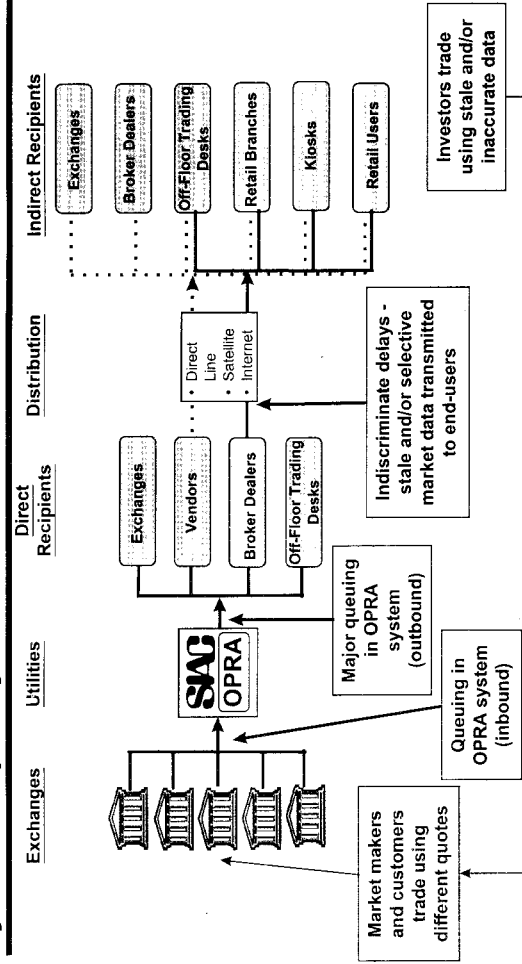 Exchanges
Utilities
Direct
Recipients
Distribution
Indirect Recipients
SIAC
OPRA
Exchanges
Vendors
Broker Dealers
Off-Floor Trading
Desks
Direct
Line
Satellite
Internet
Exchanges
Broker Dealers
Off-Floor Trading
Desks
Retail Branches
Kiosks
Retail Users
Market makers
and customers
trade using
different quotes
Queuing in
OPRA system
(inbound)
Major queuing
in OPRA
system
(outbound)
Indiscriminate delays -
stale and/or selective
market data transmitted
to end-users
Investors trade
using stale and/or
inaccurate data